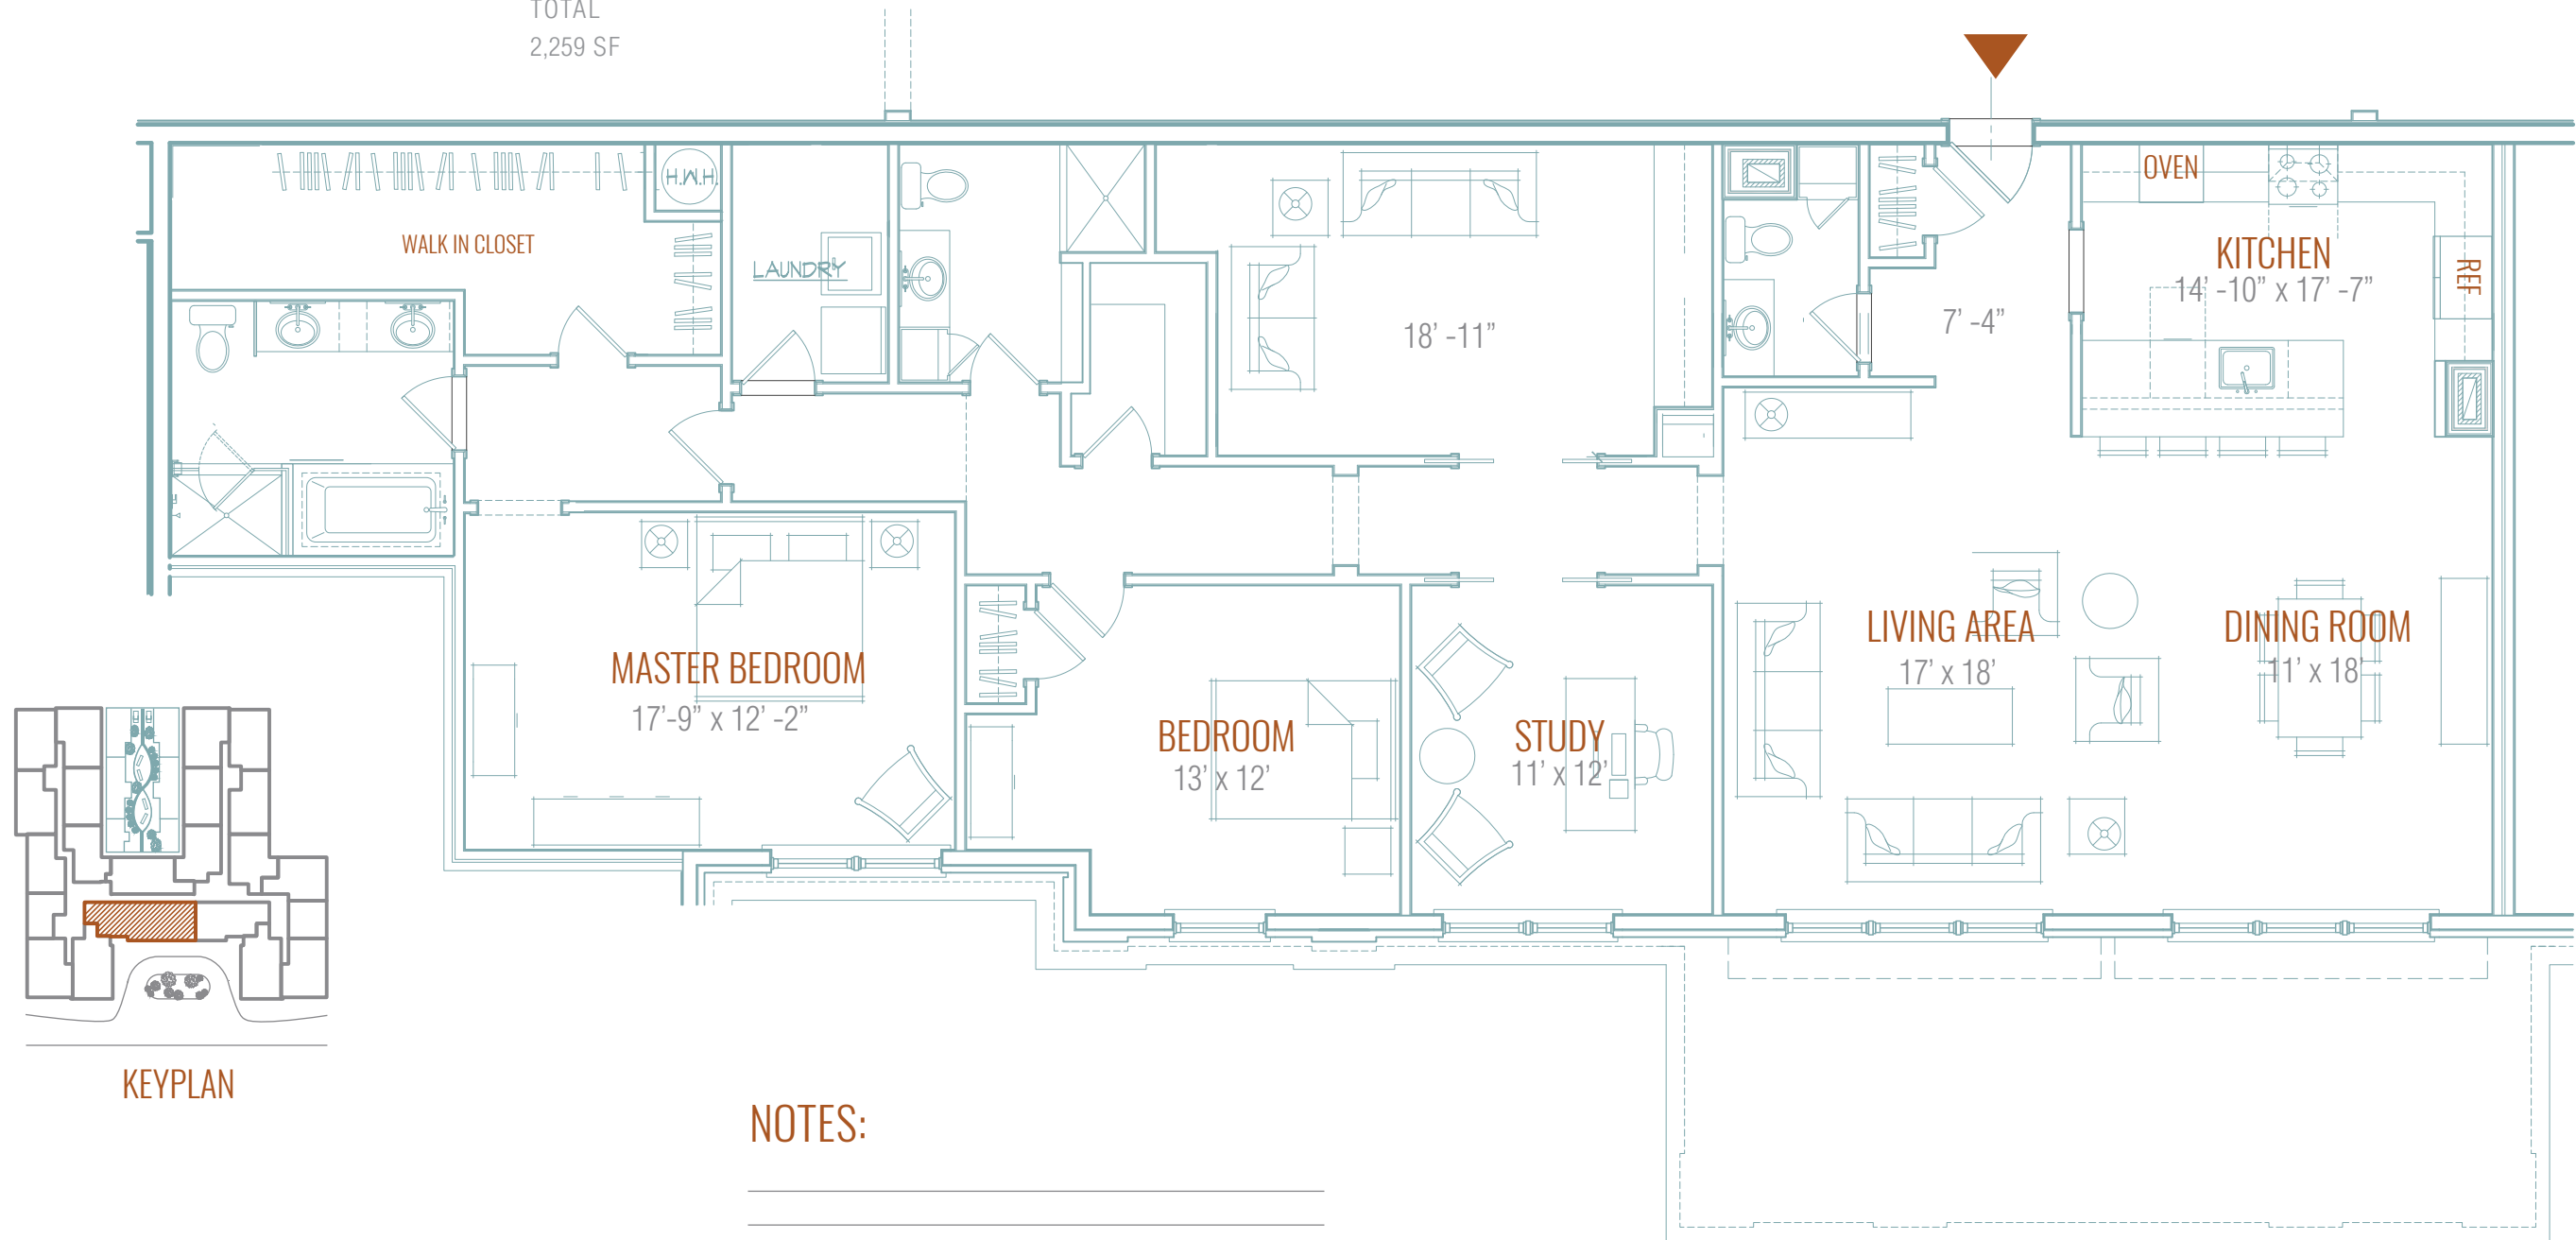 TOTAL
2,259 SF
OVEN
H.W.H.
WALK IN CLOSET
KITCHEN
14' -10" x 17' -7"
REF
LAUNDRY
18' -11"
7' -4"
LIVING AREA
17' x 18'
DINING ROOM
11' x 18'
MASTER BEDROOM
17'-9" x 12' -2"
BEDROOM
13' x 12'
STUDY
11' x 12'
KEYPLAN
NOTES: